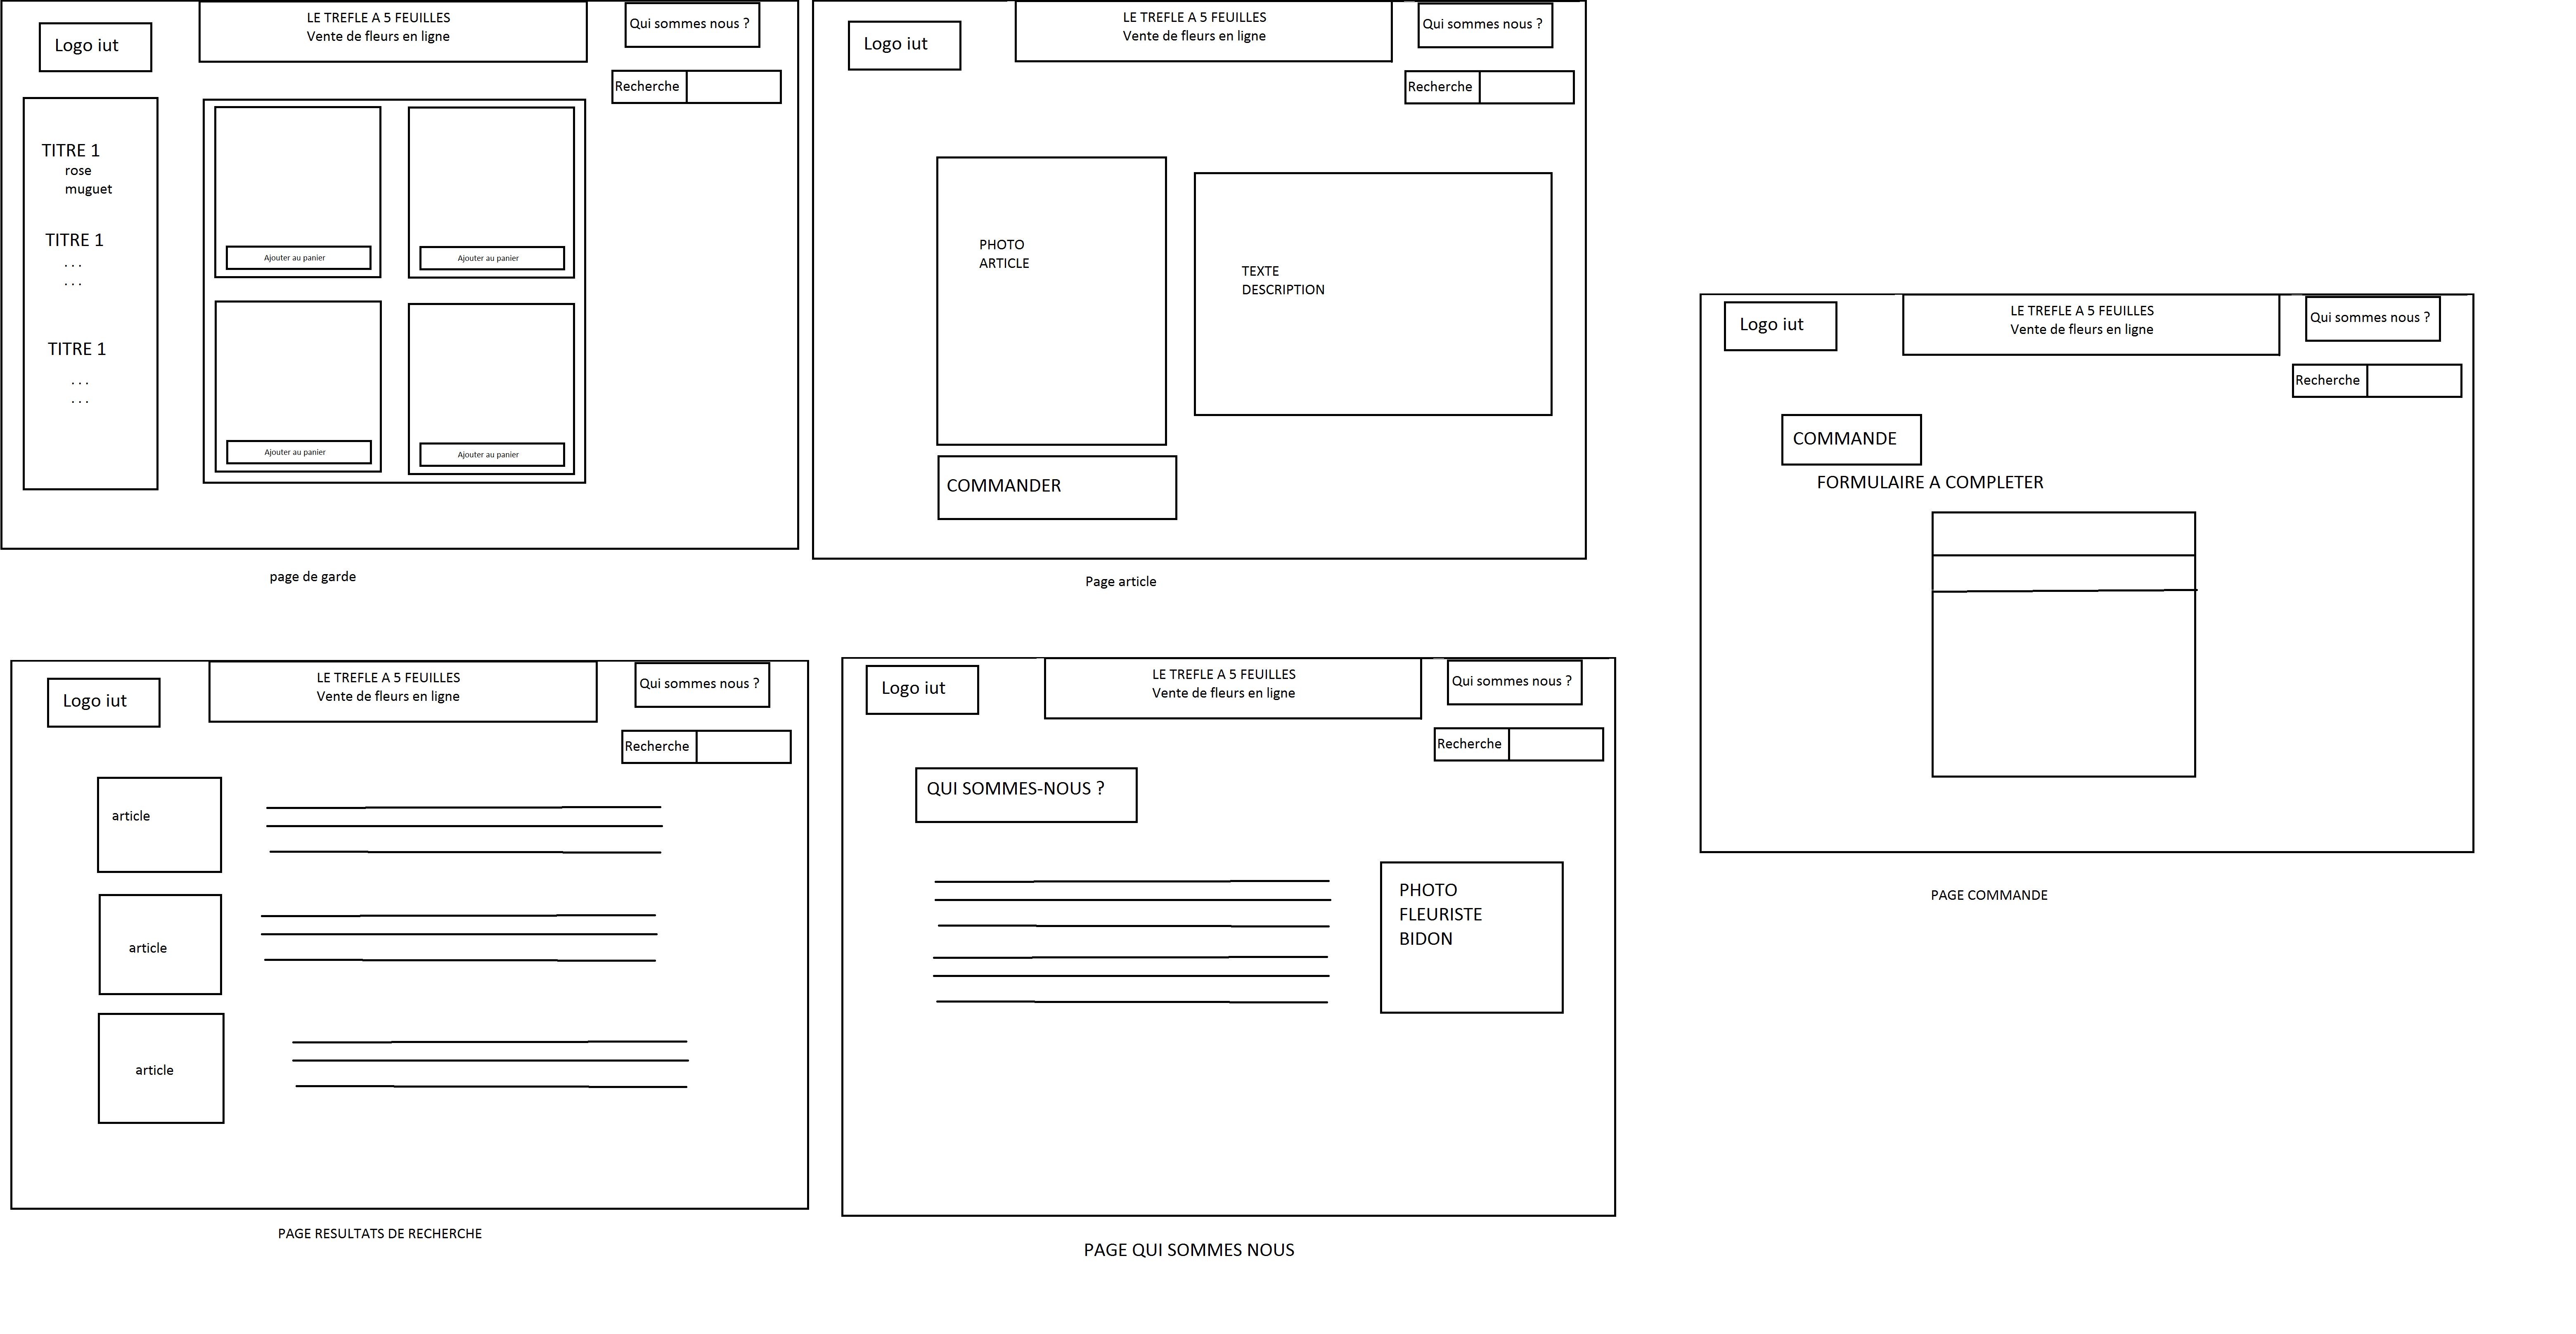 Logo iut
LE TREFLE A 5 FEUILLES
Vente de fleurs en ligne
Qui sommes nous ?
Recherche
TITRE 1
rose
muguet
TITRE 1
. . .
. . .
TITRE 1
. . .
. . .
Ajouter au panier
Ajouter au panier
Ajouter au panier
Ajouter au panier
page de garde
Logo iut
LE TREFLE A 5 FEUILLES
Vente de fleurs en ligne
Qui sommes nous ?
Recherche
PHOTO
ARTICLE
TEXTE
DESCRIPTION
COMMANDER
Page article
Logo iut
LE TREFLE A 5 FEUILLES
Vente de fleurs en ligne
Qui sommes nous ?
Recherche
COMMANDE
FORMULAIRE A COMPLETER
PAGE COMMANDE
Logo iut
LE TREFLE A 5 FEUILLES
Vente de fleurs en ligne
Qui sommes nous ?
Recherche
article
article
article
PAGE RESULTATS DE RECHERCHE
Logo iut
LE TREFLE A 5 FEUILLES
Vente de fleurs en ligne
Qui sommes nous ?
Recherche
QUI SOMMES-NOUS ?
PHOTO
FLEURISTE
BIDON
PAGE QUI SOMMES NOUS